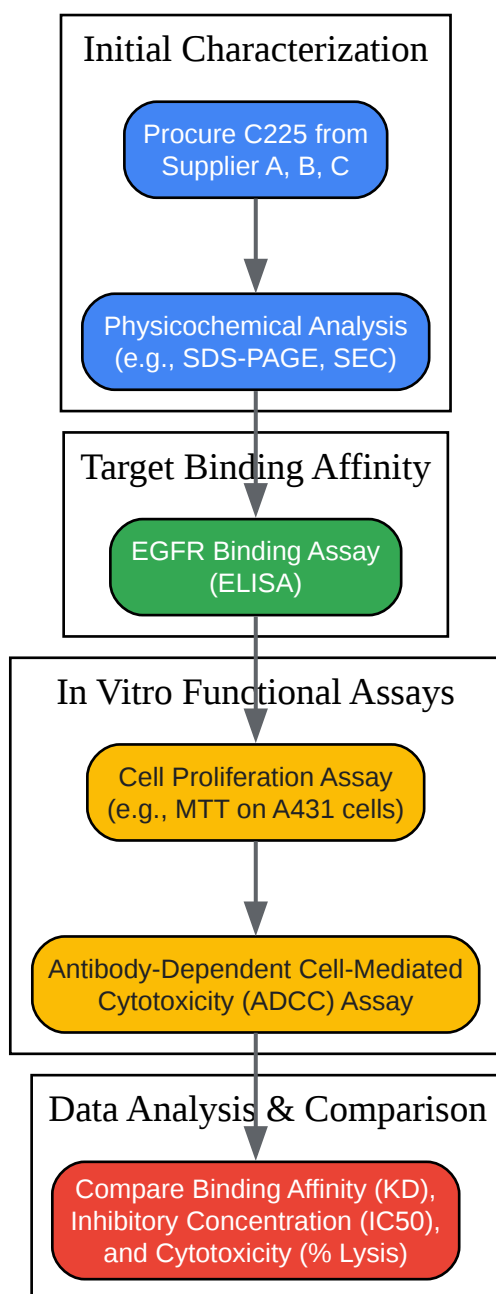 Initial Characterization
Procure C225 from
Supplier A, B, C
Physicochemical Analysis
(e.g., SDS-PAGE, SEC)
Target Binding Affinity
EGFR Binding Assay
(ELISA)
In Vitro Functional Assays
Cell Proliferation Assay
(e.g., MTT on A431 cells)
Antibody-Dependent Cell-Mediated
Cytotoxicity (ADCC) Assay
Data Analysis & Comparison
Compare Binding Affinity (KD),
Inhibitory Concentration (IC50),
and Cytotoxicity (% Lysis)